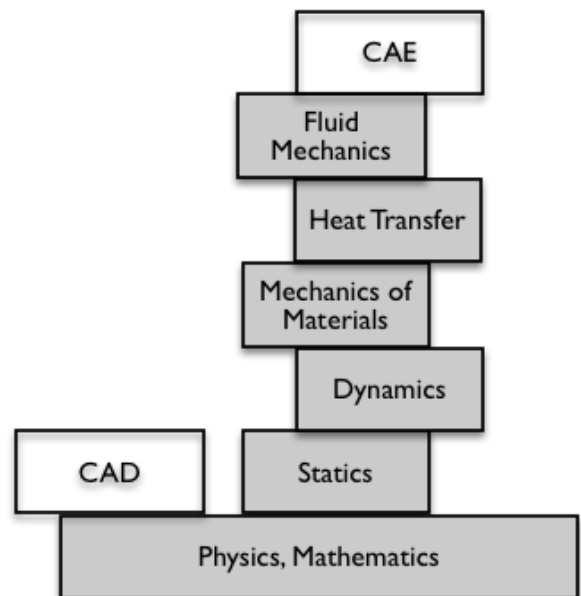 CAE
Fluid
Mechanics
Heat Transfer
Mechanics of
Materials
Dynamics
CAD
Statics
Physics, Mathematics